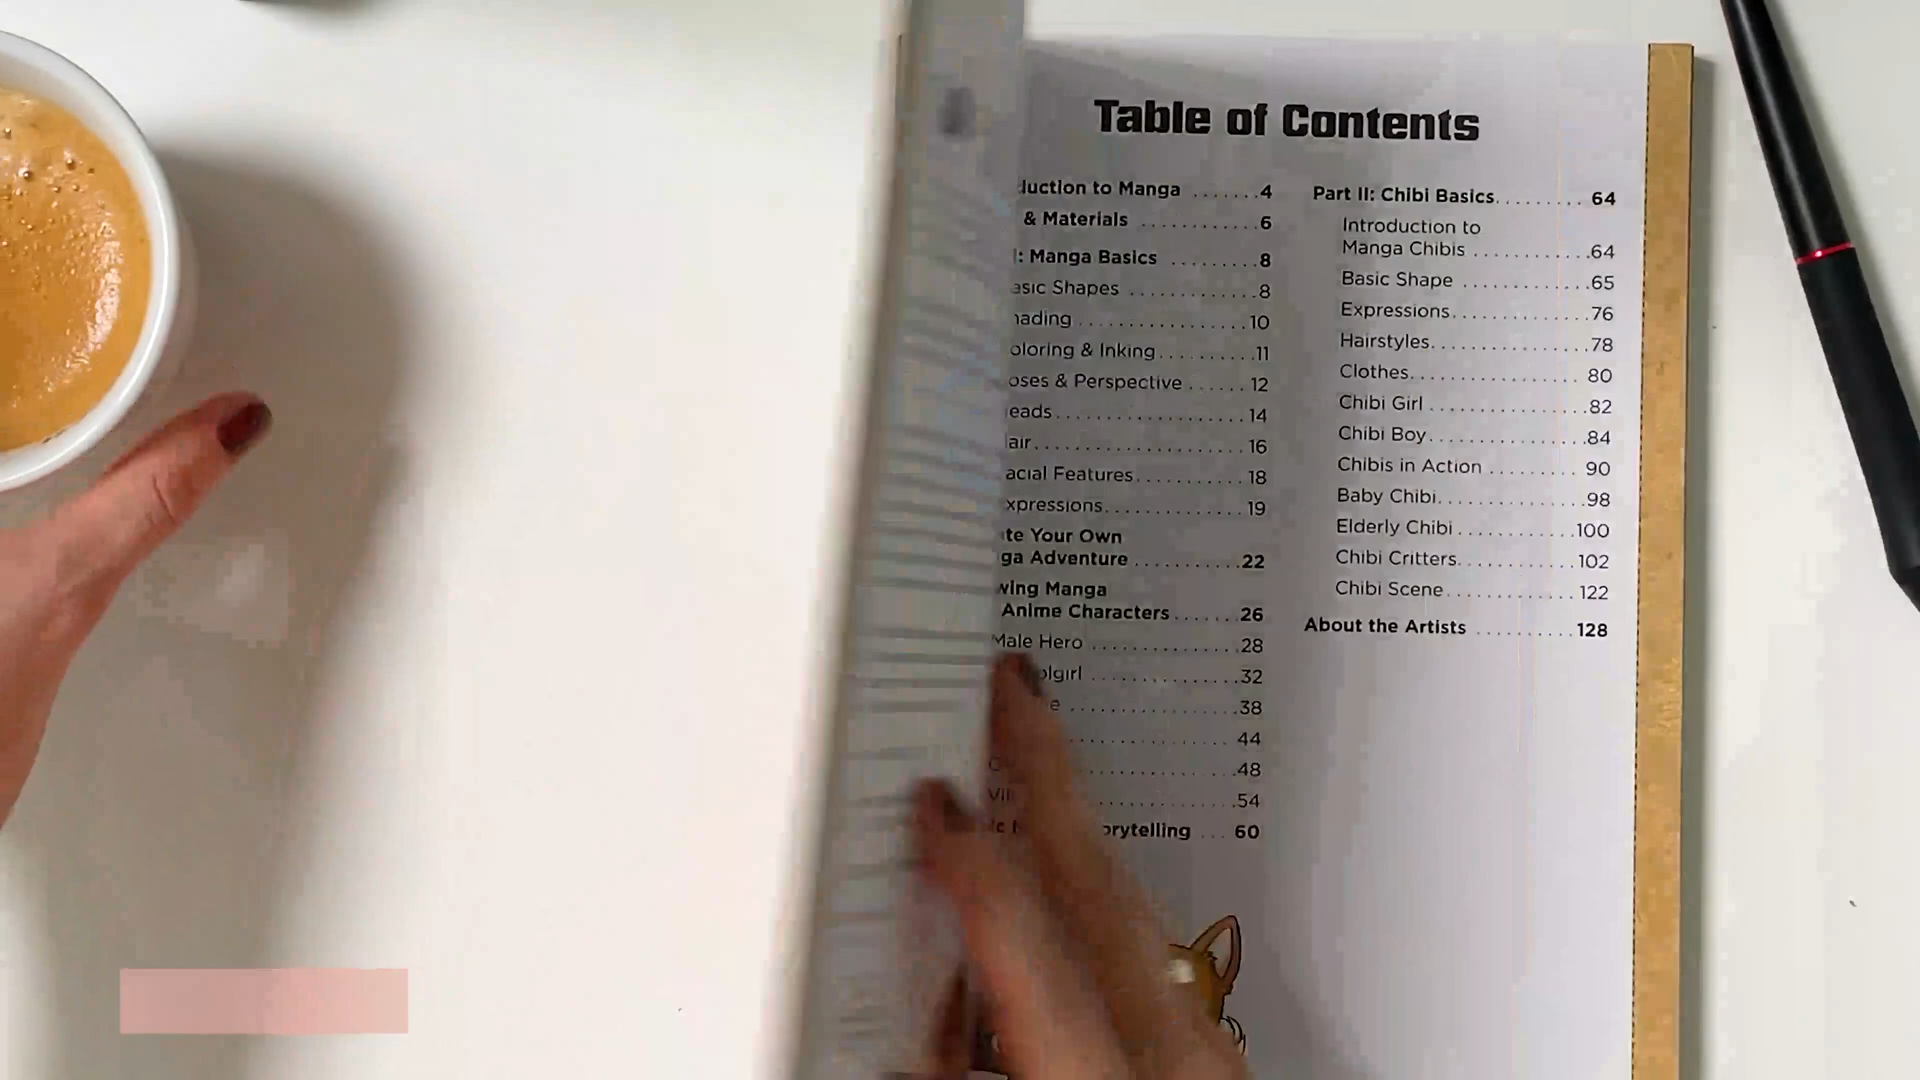 Table of Contents
duction to Manga .......4
& Materials ............6
: Manga Basics ........8
asic Shapes ............8
hading .................10
oloring & Inking..........11
oses & Perspective ......12
eads....................14
air......................16
acial Features............18
xpressions...............19
te Your Own
ga Adventure ...........22
wing Manga
Anime Characters.......26
Male Hero ...............28
olgirl ...............32
e .................38
44
48
54
orytelling ... 60
Part II: Chibi Basics......... 64
Introduction to
Manga Chibis ............64
Basic Shape .............65
Expressions..............76
Hairstyles................78
Clothes.................. 80
Chibi Girl ................82
Chibi Boy................84
Chibis in Action ......... 90
Baby Chibi...............98
Elderly Chibi ............100
Chibi Critters............102
Chibi Scene.............122
About the Artists ..........128